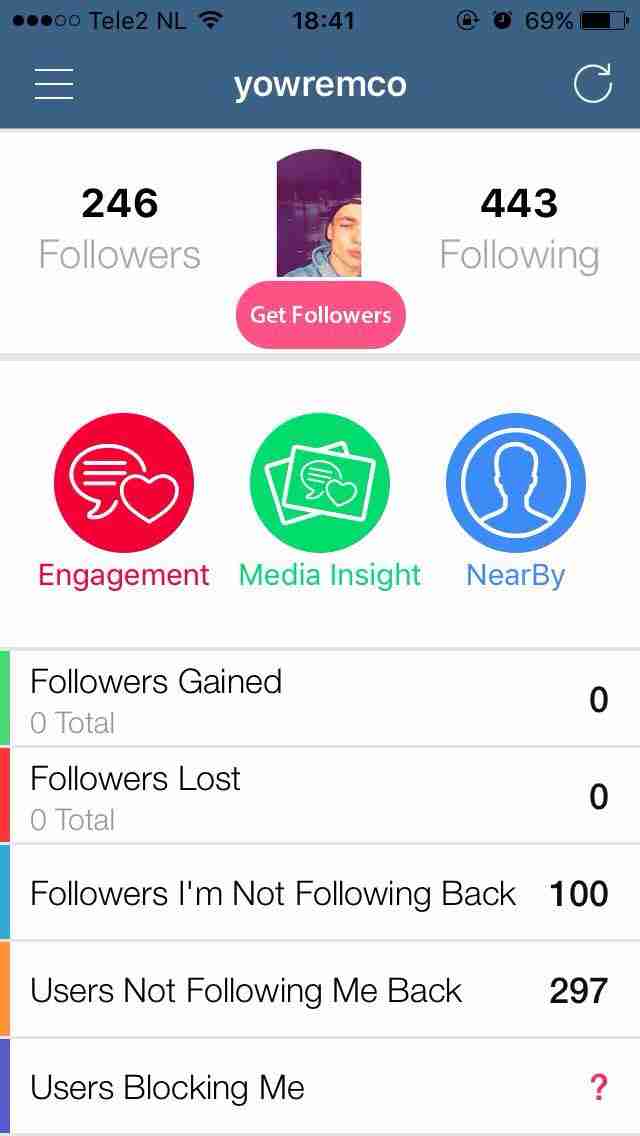 Tele2 NL 18:41 69%
yowremco
246 443
Followers Following
Get Followers
Engagement Media Insight NearBy
Followers Gained 0
0 Total
Followers Lost 0
0 Total
Followers I'm Not Following Back 100
Users Not Following Me Back 297
Users Blocking Me ?